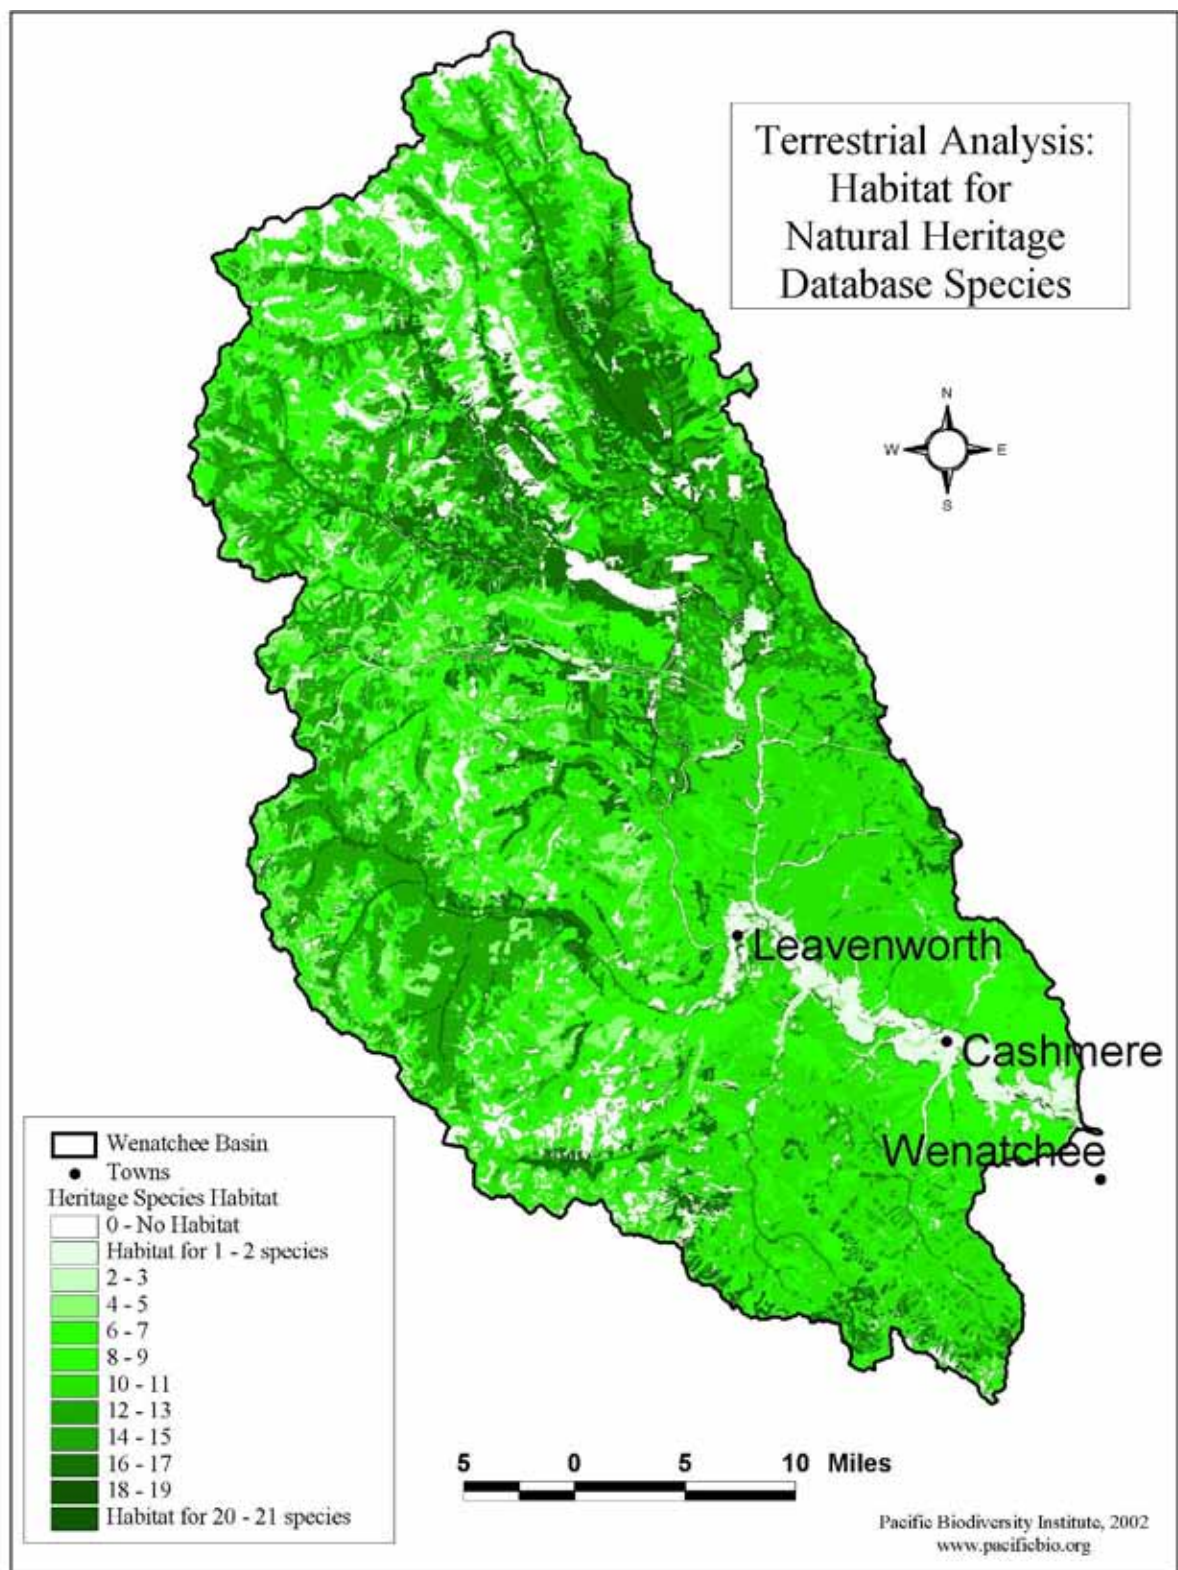 Terrestrial Analysis:
Habitat for
Natural Heritage
Database Species
N
W
E
S
Leavenworth
Cashmere
Wenatchee
Wenatchee Basin
Towns
Heritage Species Habitat
0 - No Habitat
Habitat for 1 - 2 species
2 - 3
4 - 5
6 - 7
8 - 9
10 - 11
12 - 13
14 - 15
16 - 17
18 - 19
Habitat for 20 - 21 species
5 0 5 10 Miles
Pacific Biodiversity Institute, 2002
www.pacificbio.org